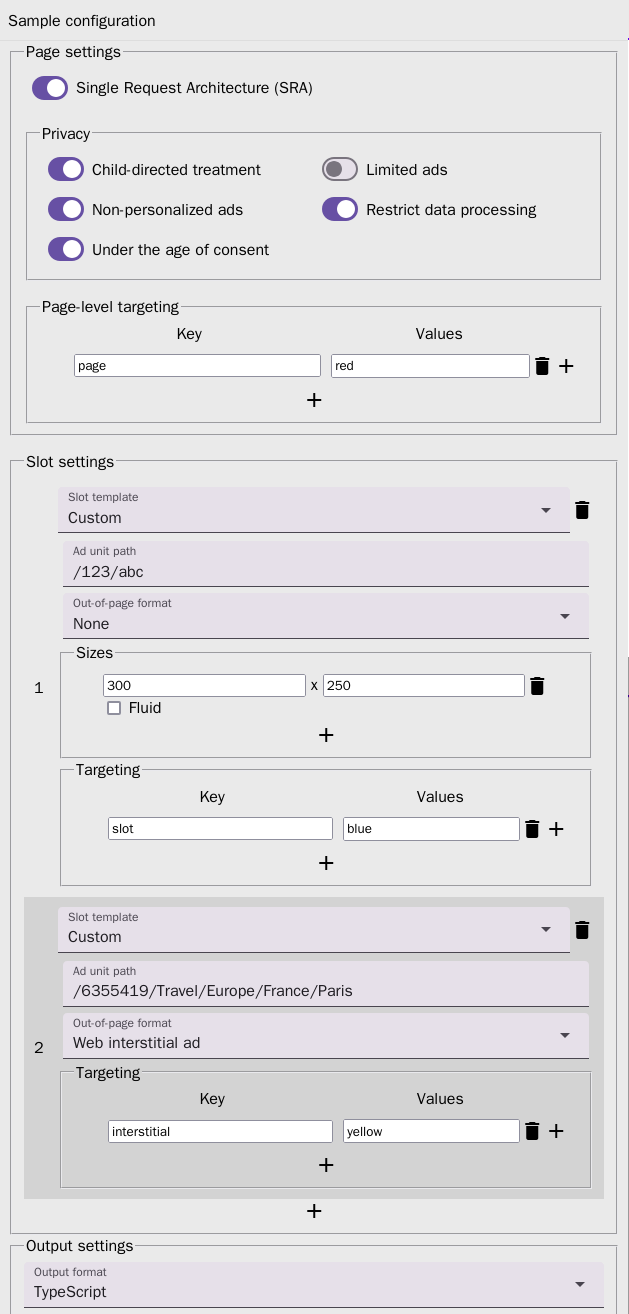 Sample configuration
Page settings
Single Request Architecture (SRA)
Privacy
Child-directed treatment Limited ads
Non-personalized ads Restrict data processing
Under the age of consent
Page-level targeting
Key Values
page red
Slot settings
Slot template
Custom
Ad unit path
/123/abc
Out-of-page format
None
Sizes
1
300 x 250
Fluid
Targeting
Key Values
slot blue
Slot template
Custom
Ad unit path
/6355419/Travel/Europe/France/Paris
Out-of-page format
Web interstitial ad
2
Targeting
Key Values
interstitial yellow
Output settings
Output format
TypeScript